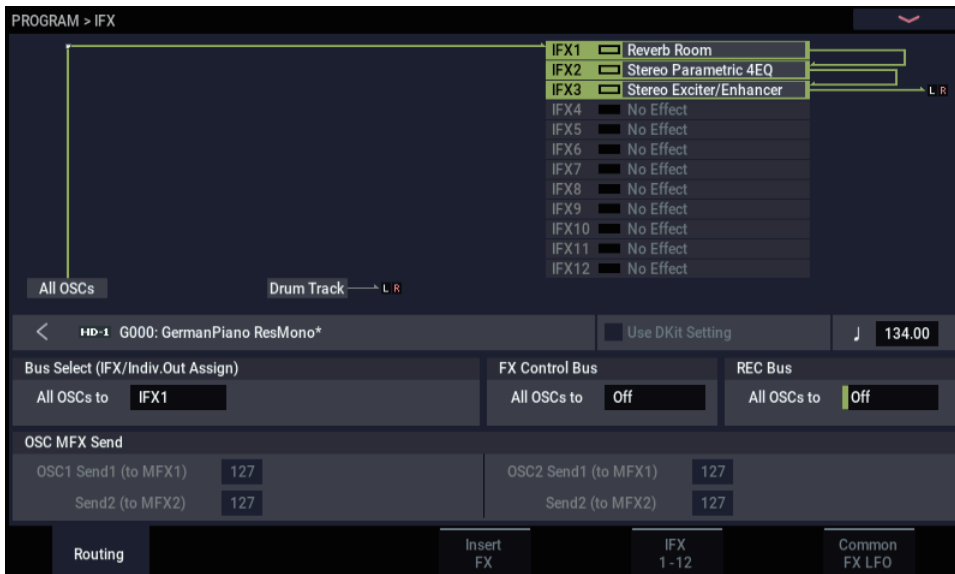 PROGRAM > IFX
IFX1 Reverb Room
IFX2 Stereo Parametric 4EQ
IFX3 Stereo Exciter/Enhancer L R
IFX4 No Effect
IFX5 No Effect
IFX6 No Effect
IFX7 No Effect
IFX8 No Effect
IFX9 No Effect
IFX10 No Effect
IFX11 No Effect
IFX12 No Effect
All OSCs Drum Track L R
HD-1 G000: GermanPiano ResMono* Use DKit Setting ♩ 134.00
Bus Select (IFX/Indiv.Out Assign) FX Control Bus REC Bus
All OSCs to IFX1 All OSCs to Off All OSCs to Off
OSC MFX Send
OSC1 Send1 (to MFX1) 127 OSC2 Send1 (to MFX1) 127
Send2 (to MFX2) 127 Send2 (to MFX2) 127
Routing Insert FX IFX 1-12 Common FX LFO